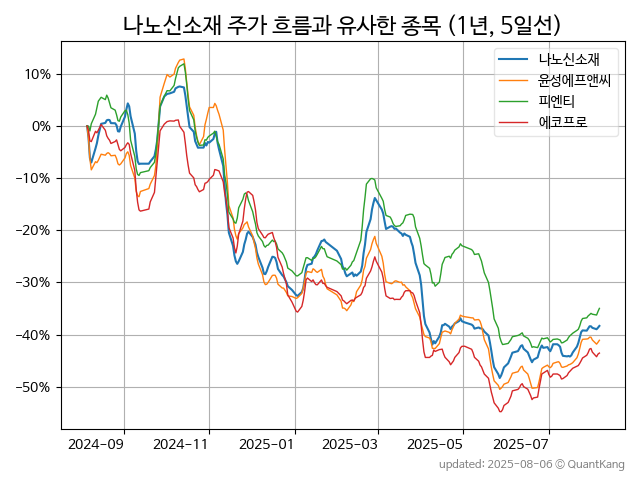 나노신소재 주가 흐름과 유사한 종목 (1년, 5일선)
나노신소재
윤성에프앤씨
피엔티
에코프로
10%
0%
−10%
−20%
−30%
−40%
−50%
2024-09 2024-11 2025-01 2025-03 2025-05 2025-07
updated: 2025-08-06 © QuantKang